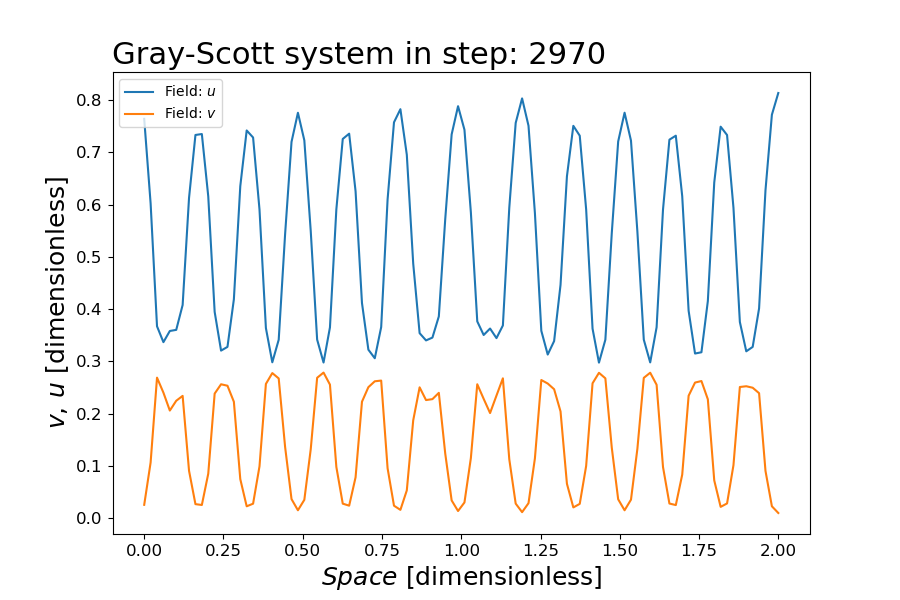 Gray-Scott system in step: 2970
Field: u
Field: v
0.8
0.7
0.6
0.5
0.4
0.3
0.2
0.1
0.0
v, u [dimensionless]
0.00 0.25 0.50 0.75 1.00 1.25 1.50 1.75 2.00
Space [dimensionless]